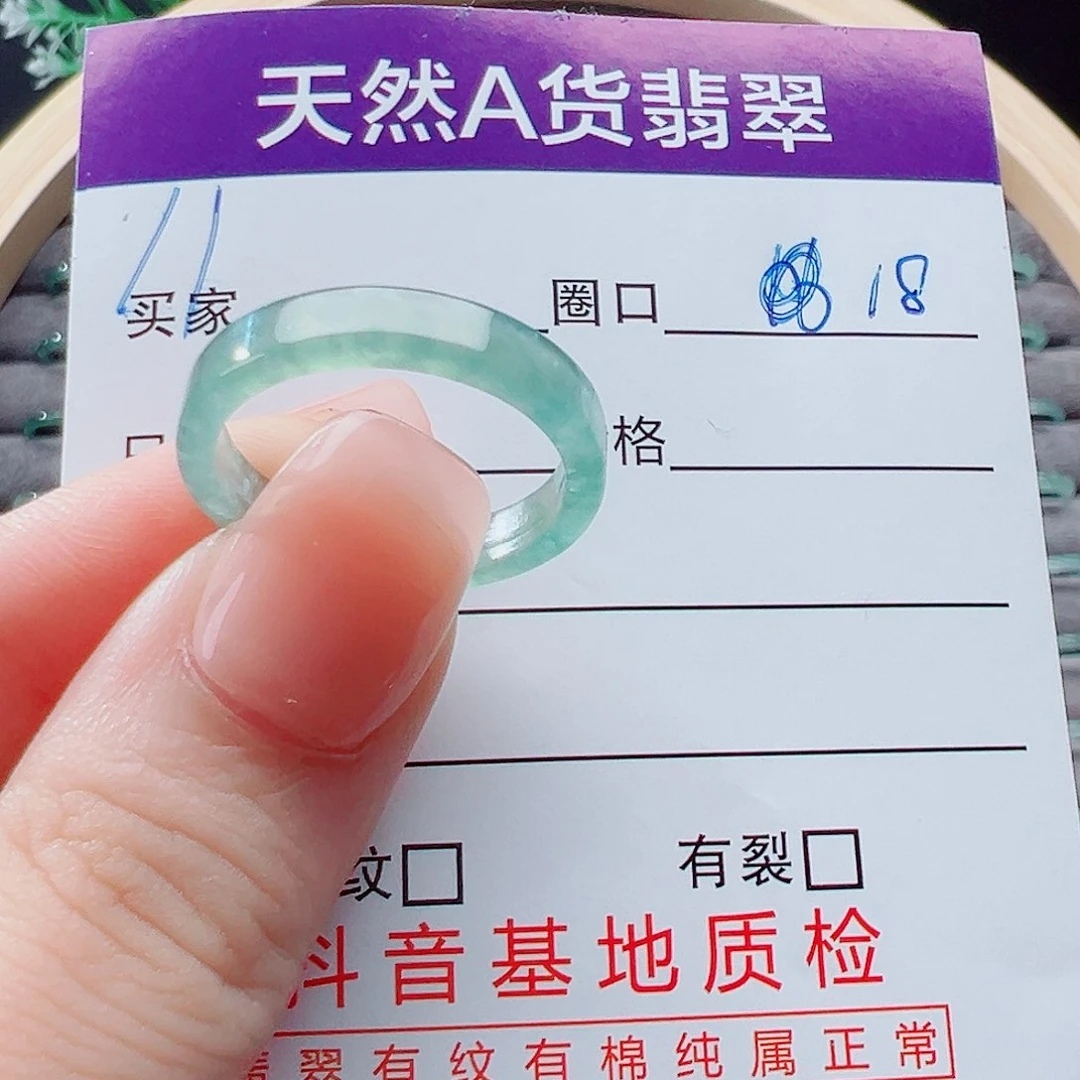 天然A货翡翠
买家 圈口 18
格
纹□ 有裂□
抖音基地质检
翡翠有纹有棉纯属正常